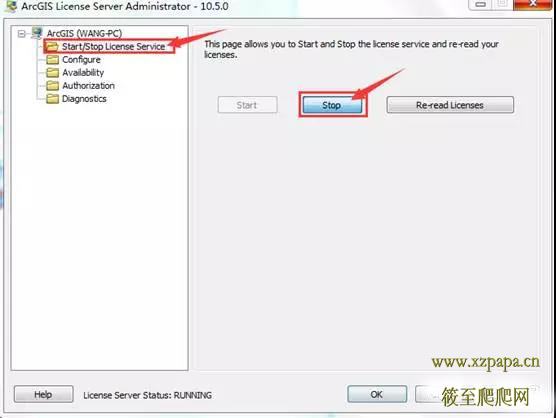 ArcGIS License Server Administrator - 10.5.0
ArcGIS (WANG-PC)
Start/Stop License Service
Configure
Availability
Authorization
Diagnostics
This page allows you to Start and Stop the license service and re-read your
licenses.
Start
Stop
Re-read Licenses
www.xzpapa.cn
筱至爬爬网
Help
License Server Status: RUNNING
OK